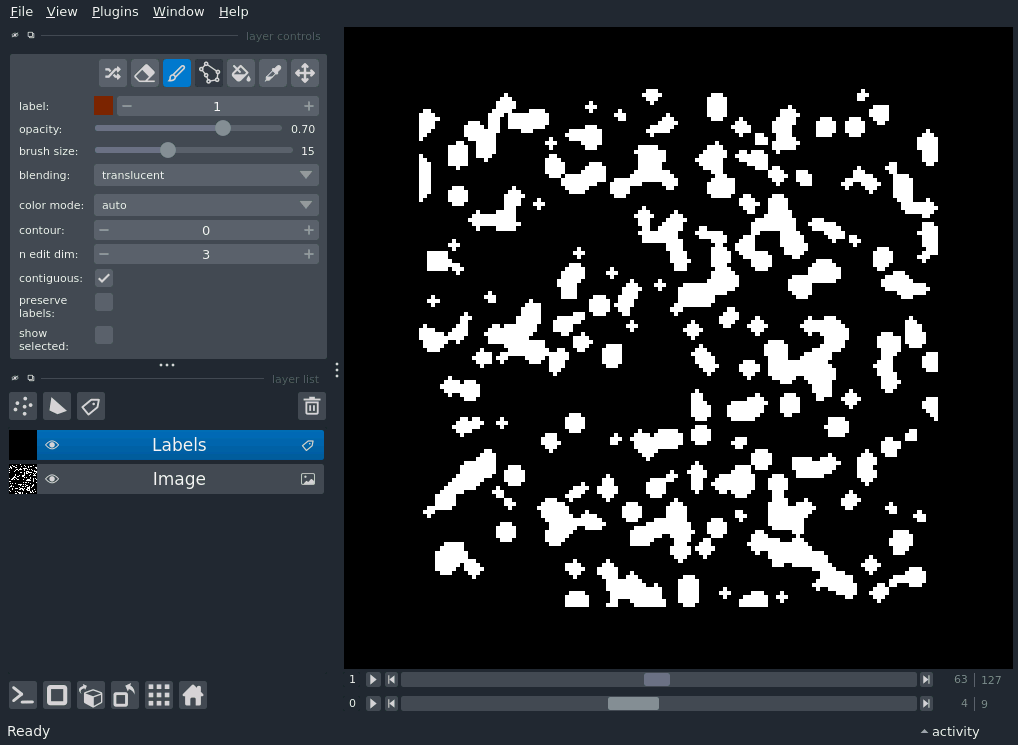 File View Plugins Window Help
layer controls
label: 1
opacity: 0.70
brush size: 15
blending: translucent
color mode: auto
contour: 0
n edit dim: 3
contiguous:
preserve
labels:
show
selected:
layer list
Labels
Image
1 63 127
0 4 9
Ready activity